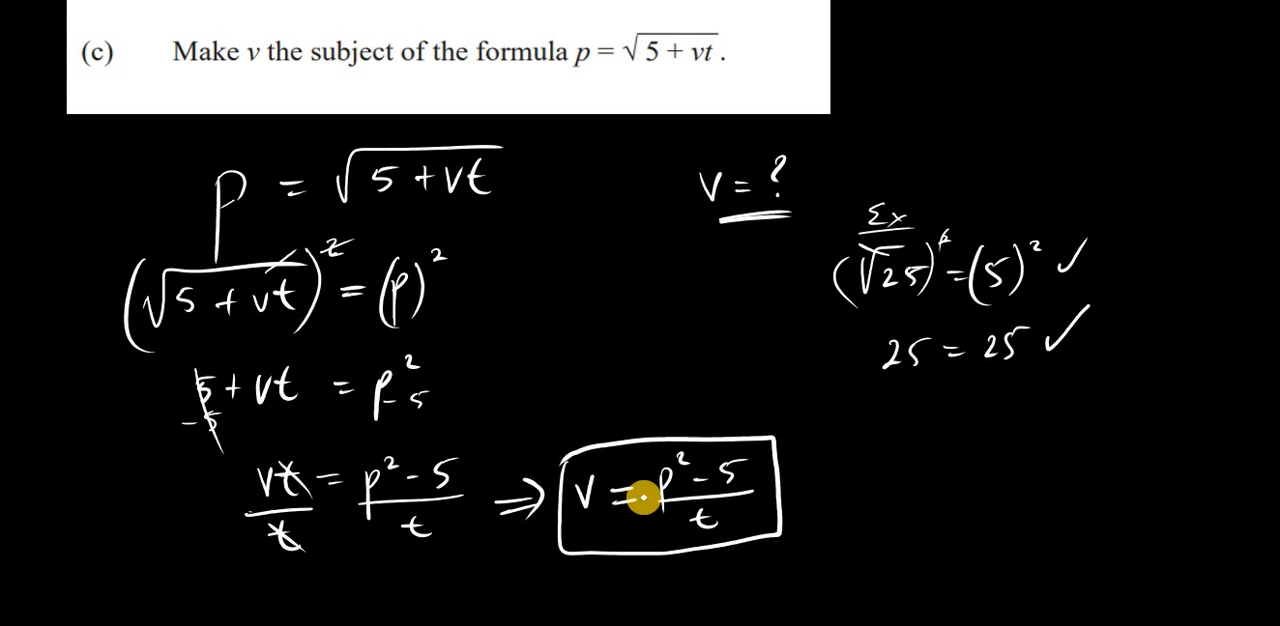 (c) Make v the subject of the formula p = √5 + vt .
p = √5 + vt
v = ?
Ex
(√5 + vt)² = (p)²
(√25)² = (5)² ✓
25 = 25 ✓
5 + vt = p² - 5
- 5
vt = p² - 5 ⇒ v = p² - 5
t t t